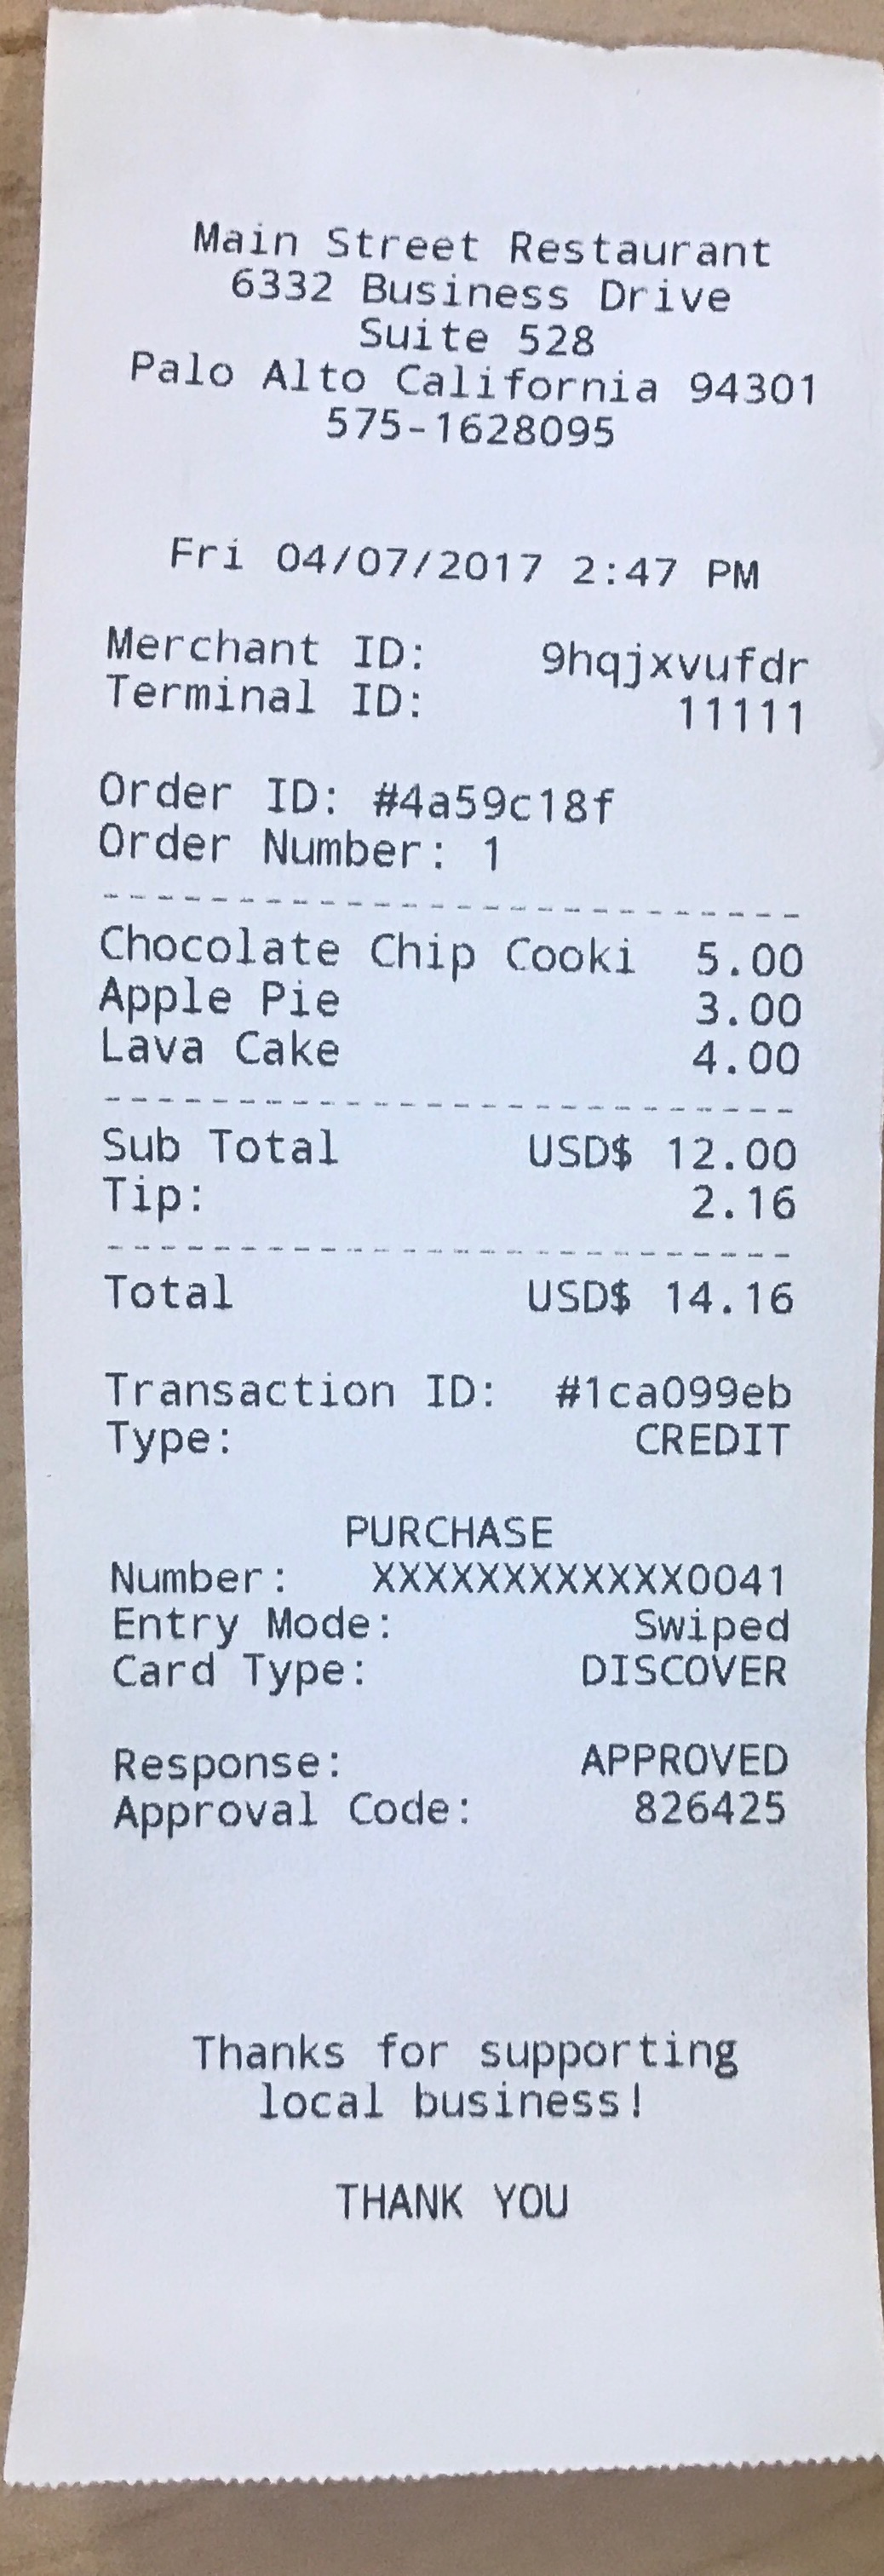 Main Street Restaurant
6332 Business Drive
Suite 528
Palo Alto California 94301
575-1628095
Fri 04/07/2017 2:47 PM
Merchant ID: 9hqjxvufdr
Terminal ID: 11111
Order ID: #4a59c18f
Order Number: 1
---------------------------
Chocolate Chip Cooki 5.00
Apple Pie 3.00
Lava Cake 4.00
---------------------------
Sub Total USD$ 12.00
Tip: 2.16
---------------------------
Total USD$ 14.16
Transaction ID: #1ca099eb
Type: CREDIT
PURCHASE
Number: XXXXXXXXXXXX0041
Entry Mode: Swiped
Card Type: DISCOVER
Response: APPROVED
Approval Code: 826425
Thanks for supporting
local business!
THANK YOU